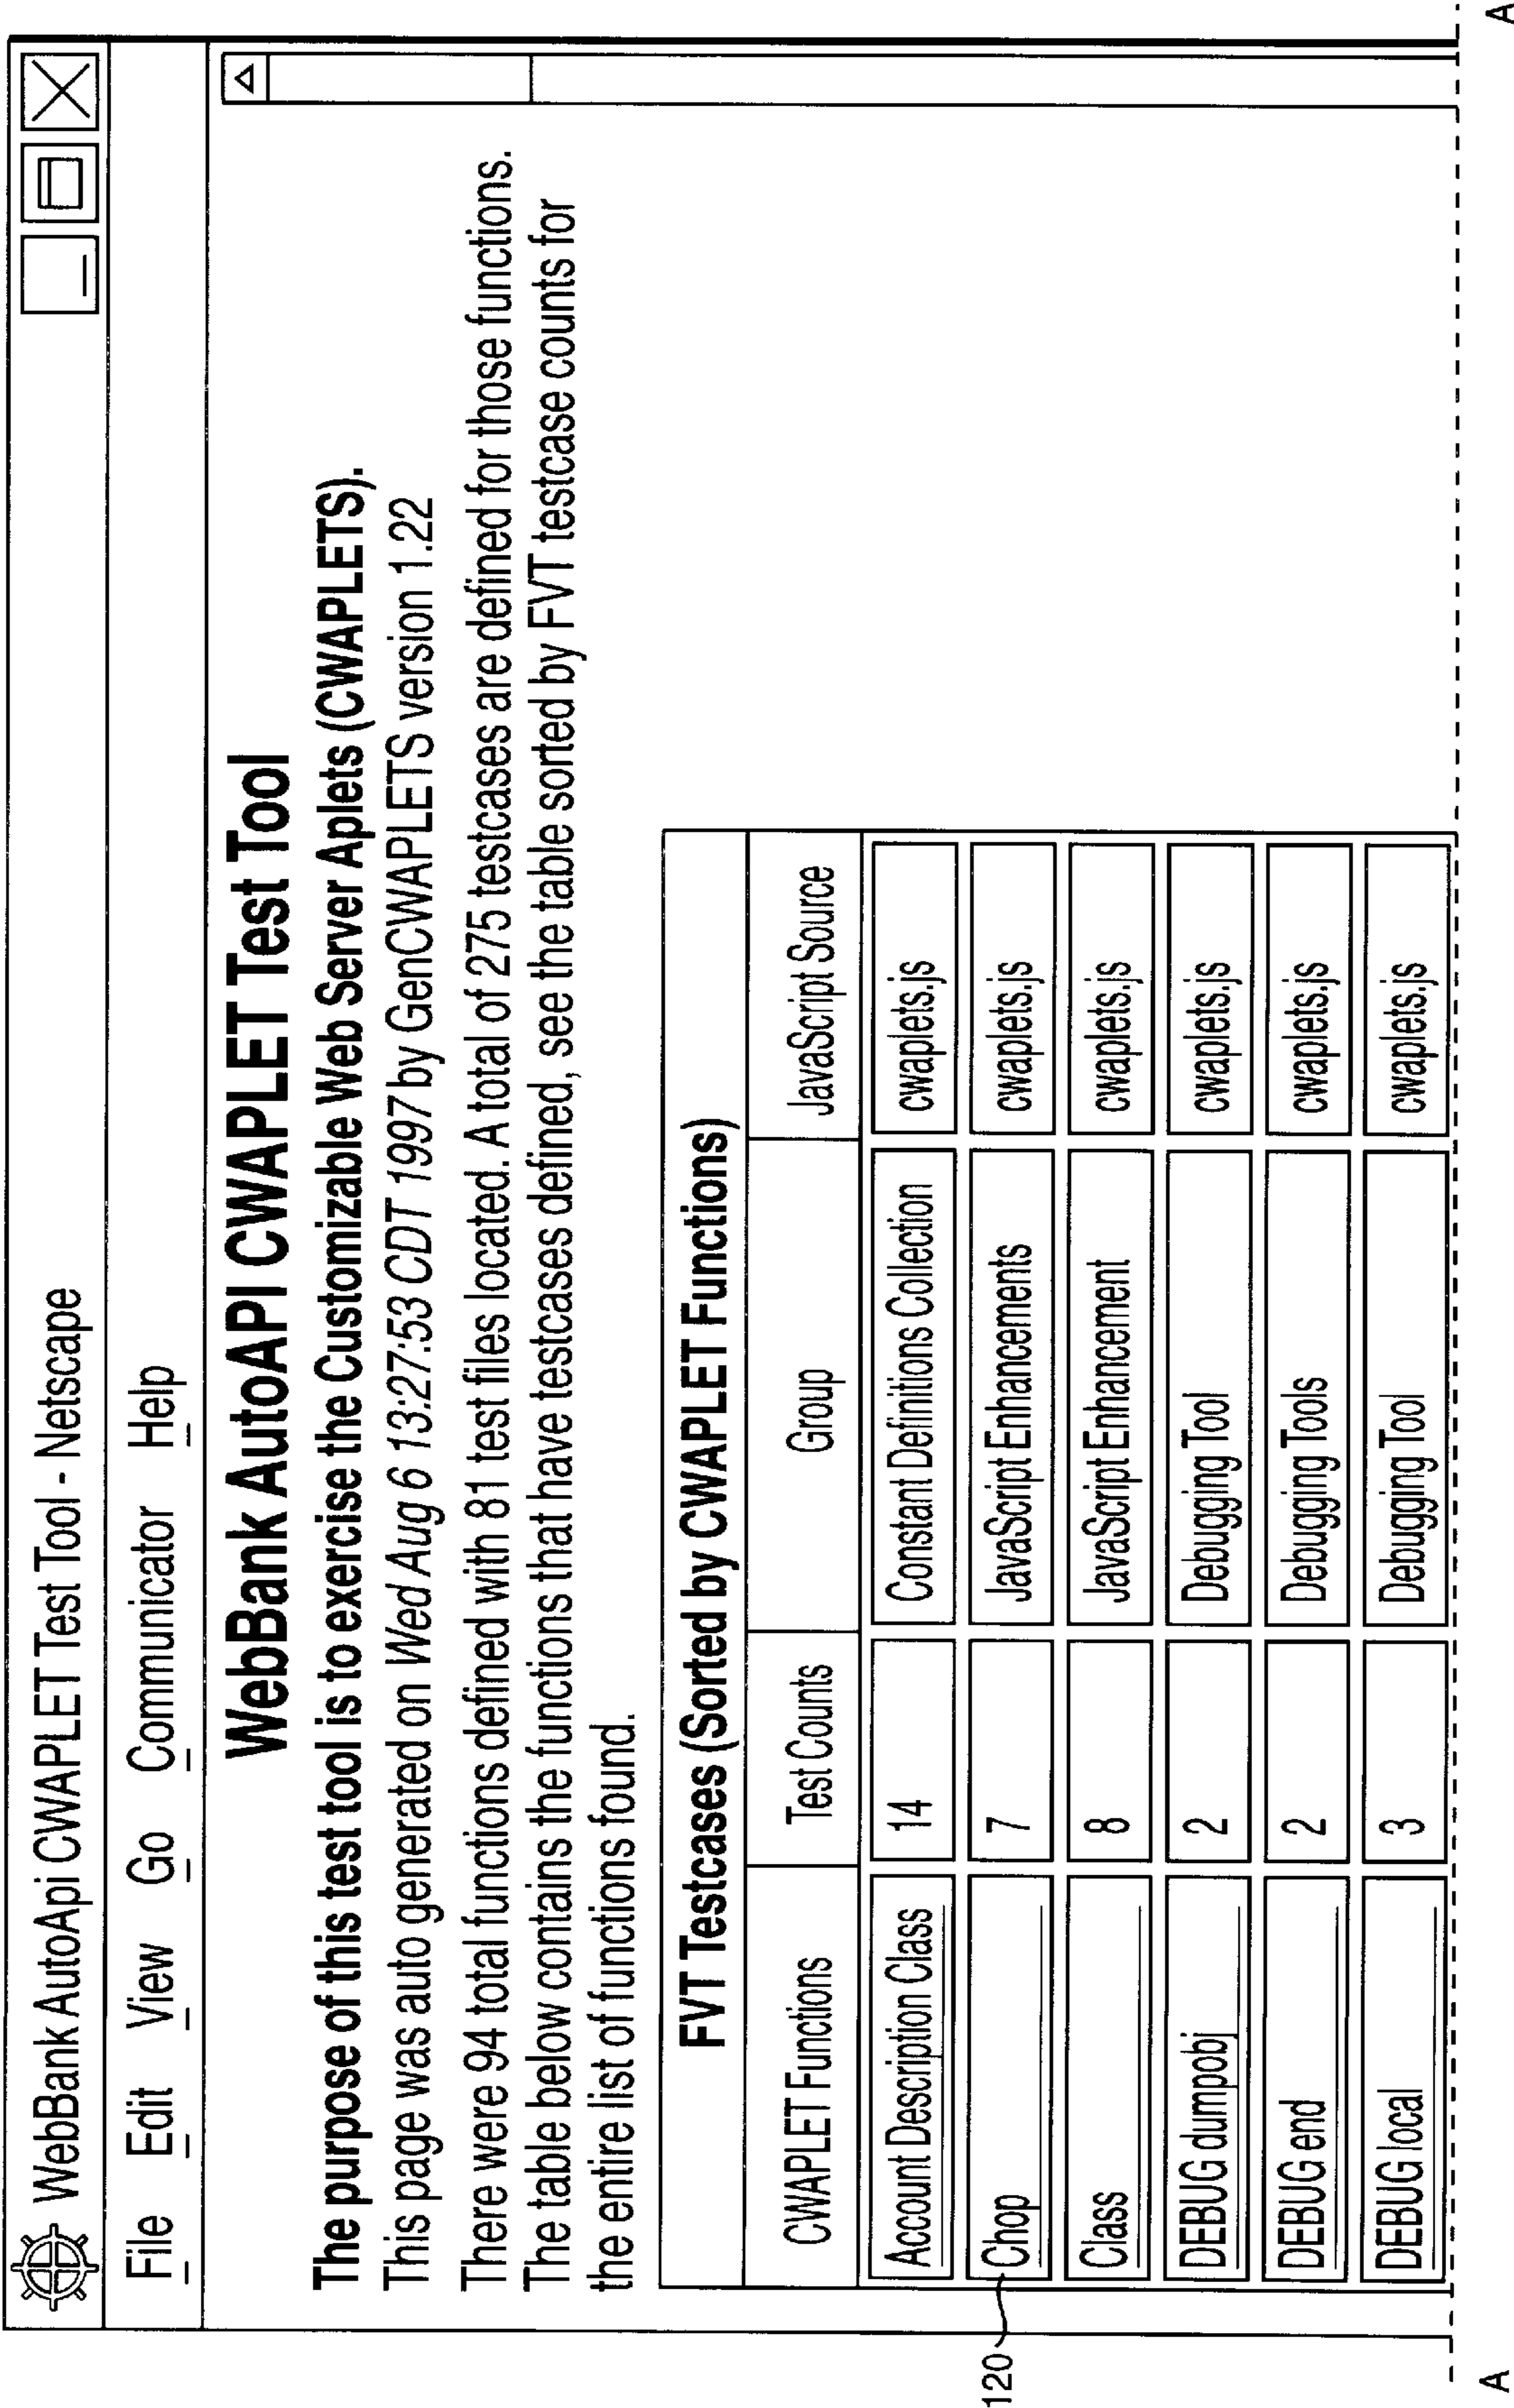 WebBank AutoApi CWAPLET Test Tool - Netscape
File Edit View Go Communicator Help
WebBank AutoAPI CWAPLET Test Tool
The purpose of this test tool is to exercise the Customizable Web Server Aplets (CWAPLETS).
This page was auto generated on Wed Aug 6 13:27:53 CDT 1997 by GenCWAPLETS version 1.22
There were 94 total functions defined with 81 test files located. A total of 275 testcases are defined for those functions.
The table below contains the functions that have testcases defined, see the table sorted by FVT testcase counts for
the entire list of functions found.
FVT Testcases (Sorted by CWAPLET Functions)
CWAPLET Functions Test Counts Group JavaScript Source
Account Description Class 14 Constant Definitions Collection cwaplets.js
120 Chop 7 JavaScript Enhancements cwaplets.js
Class 8 JavaScript Enhancement cwaplets.js
DEBUG dumpobj 2 Debugging Tool cwaplets.js
DEBUG end 2 Debugging Tools cwaplets.js
DEBUG local 3 Debugging Tool cwaplets.js
A A